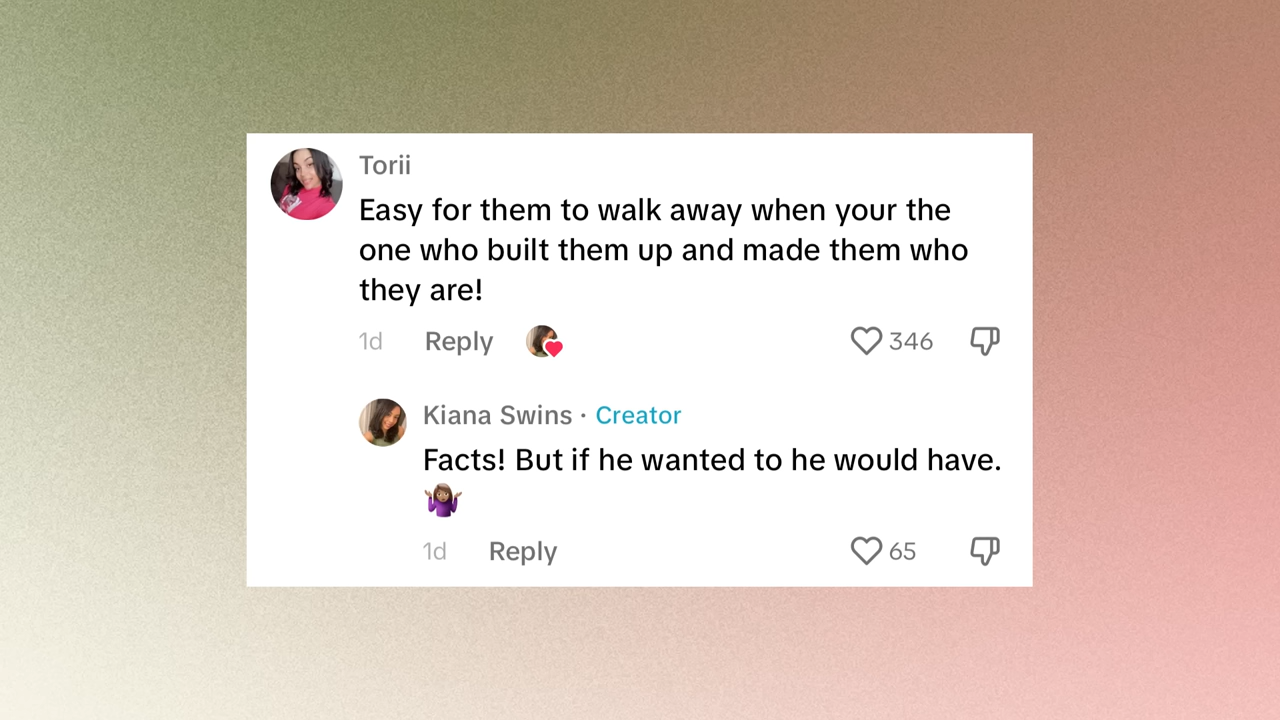 Torii
Easy for them to walk away when your the
one who built them up and made them who
they are!
1d Reply 346
Kiana Swins · Creator
Facts! But if he wanted to he would have.
🤷🏽‍♀️
1d Reply 65